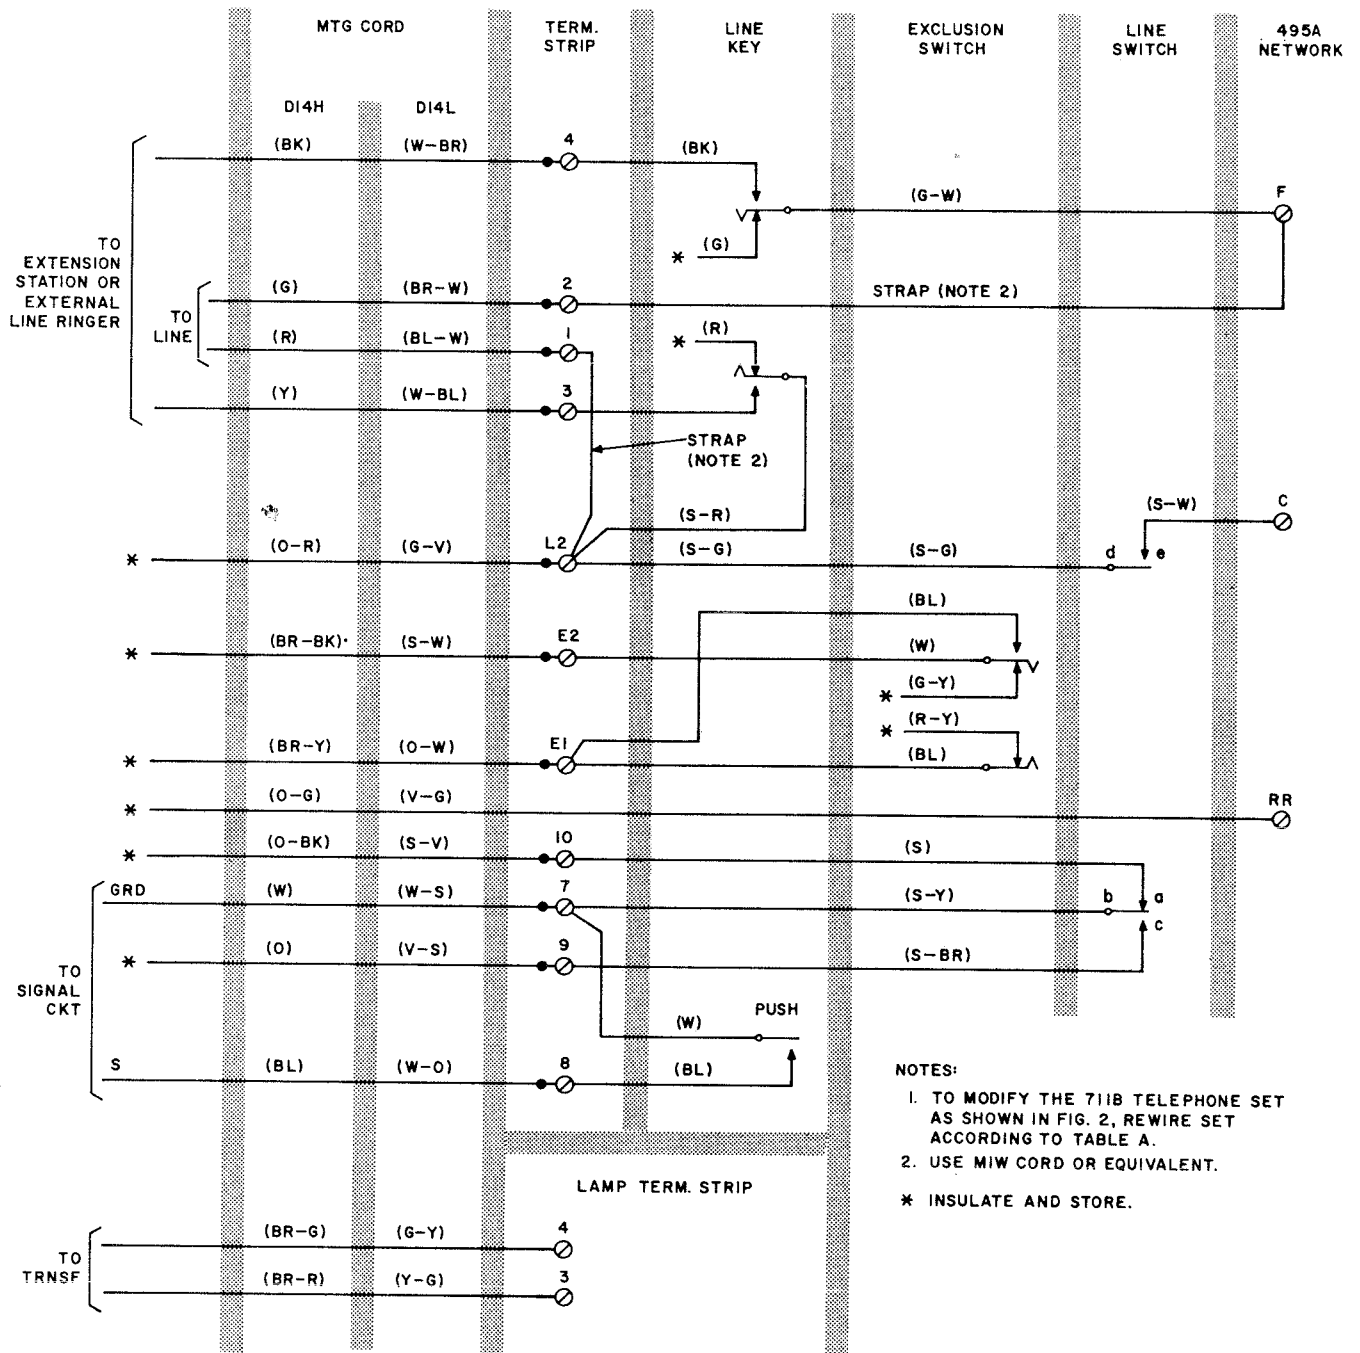 MTG CORD
TERM.
STRIP
LINE
KEY
EXCLUSION
SWITCH
LINE
SWITCH
495A
NETWORK
D14H
D14L
(BK)
(W-BR)
4
(BK)
(G-W)
F
* (G)
TO
EXTENSION
STATION OR
EXTERNAL
LINE RINGER
TO
LINE
(G)
(BR-W)
2
STRAP (NOTE 2)
(R)
(BL-W)
1
* (R)
(Y)
(W-BL)
3
STRAP
(NOTE 2)
(S-R)
(S-W)
C
*
(O-R)
(G-V)
L2
(S-G)
(S-G)
d
e
(BL)
*
(BR-BK)
(S-W)
E2
(W)
* (G-Y)
* (R-Y)
*
(BR-Y)
(O-W)
E1
(BL)
*
(O-G)
(V-G)
RR
*
(O-BK)
(S-V)
10
(S)
TO
SIGNAL
CKT
GRD
(W)
(W-S)
7
(S-Y)
b
a
c
*
(O)
(V-S)
9
(S-BR)
(W)
PUSH
S
(BL)
(W-O)
8
(BL)
NOTES:
1. TO MODIFY THE 711B TELEPHONE SET
AS SHOWN IN FIG. 2, REWIRE SET
ACCORDING TO TABLE A.
2. USE M1W CORD OR EQUIVALENT.
* INSULATE AND STORE.
LAMP TERM. STRIP
TO
TRNSF
(BR-G)
(G-Y)
4
(BR-R)
(Y-G)
3